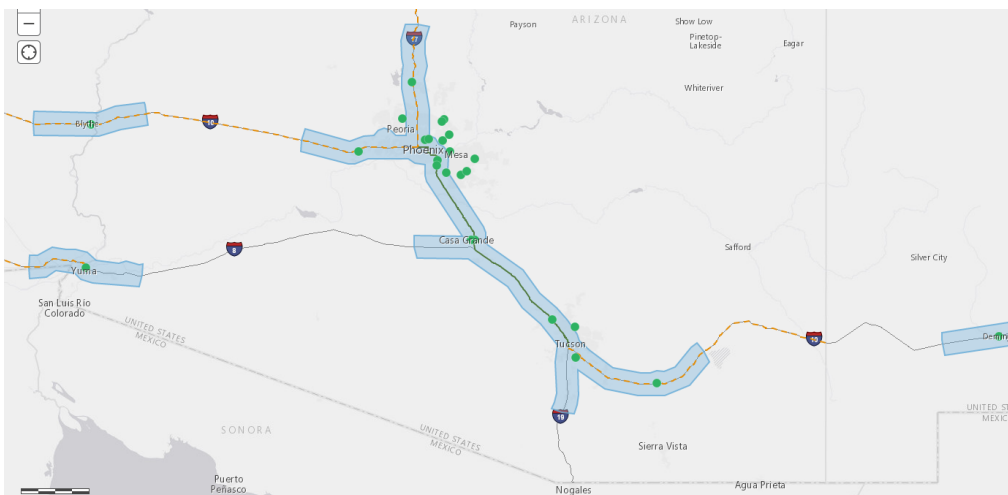 −
Payson
ARIZONA
Show Low
Pinetop-
Lakeside
Eagar
17
Whiteriver
10
Blythe
Peoria
Phoenix
Mesa
Casa Grande
8
Safford
Silver City
Yuma
San Luis Río
Colorado
UNITED STATES
MEXICO
10
Deming
Tucson
19
UNITED STATES
MEXICO
SONORA
UNITED STATES
MEXICO
Sierra Vista
Puerto
Peñasco
Nogales
Agua Prieta